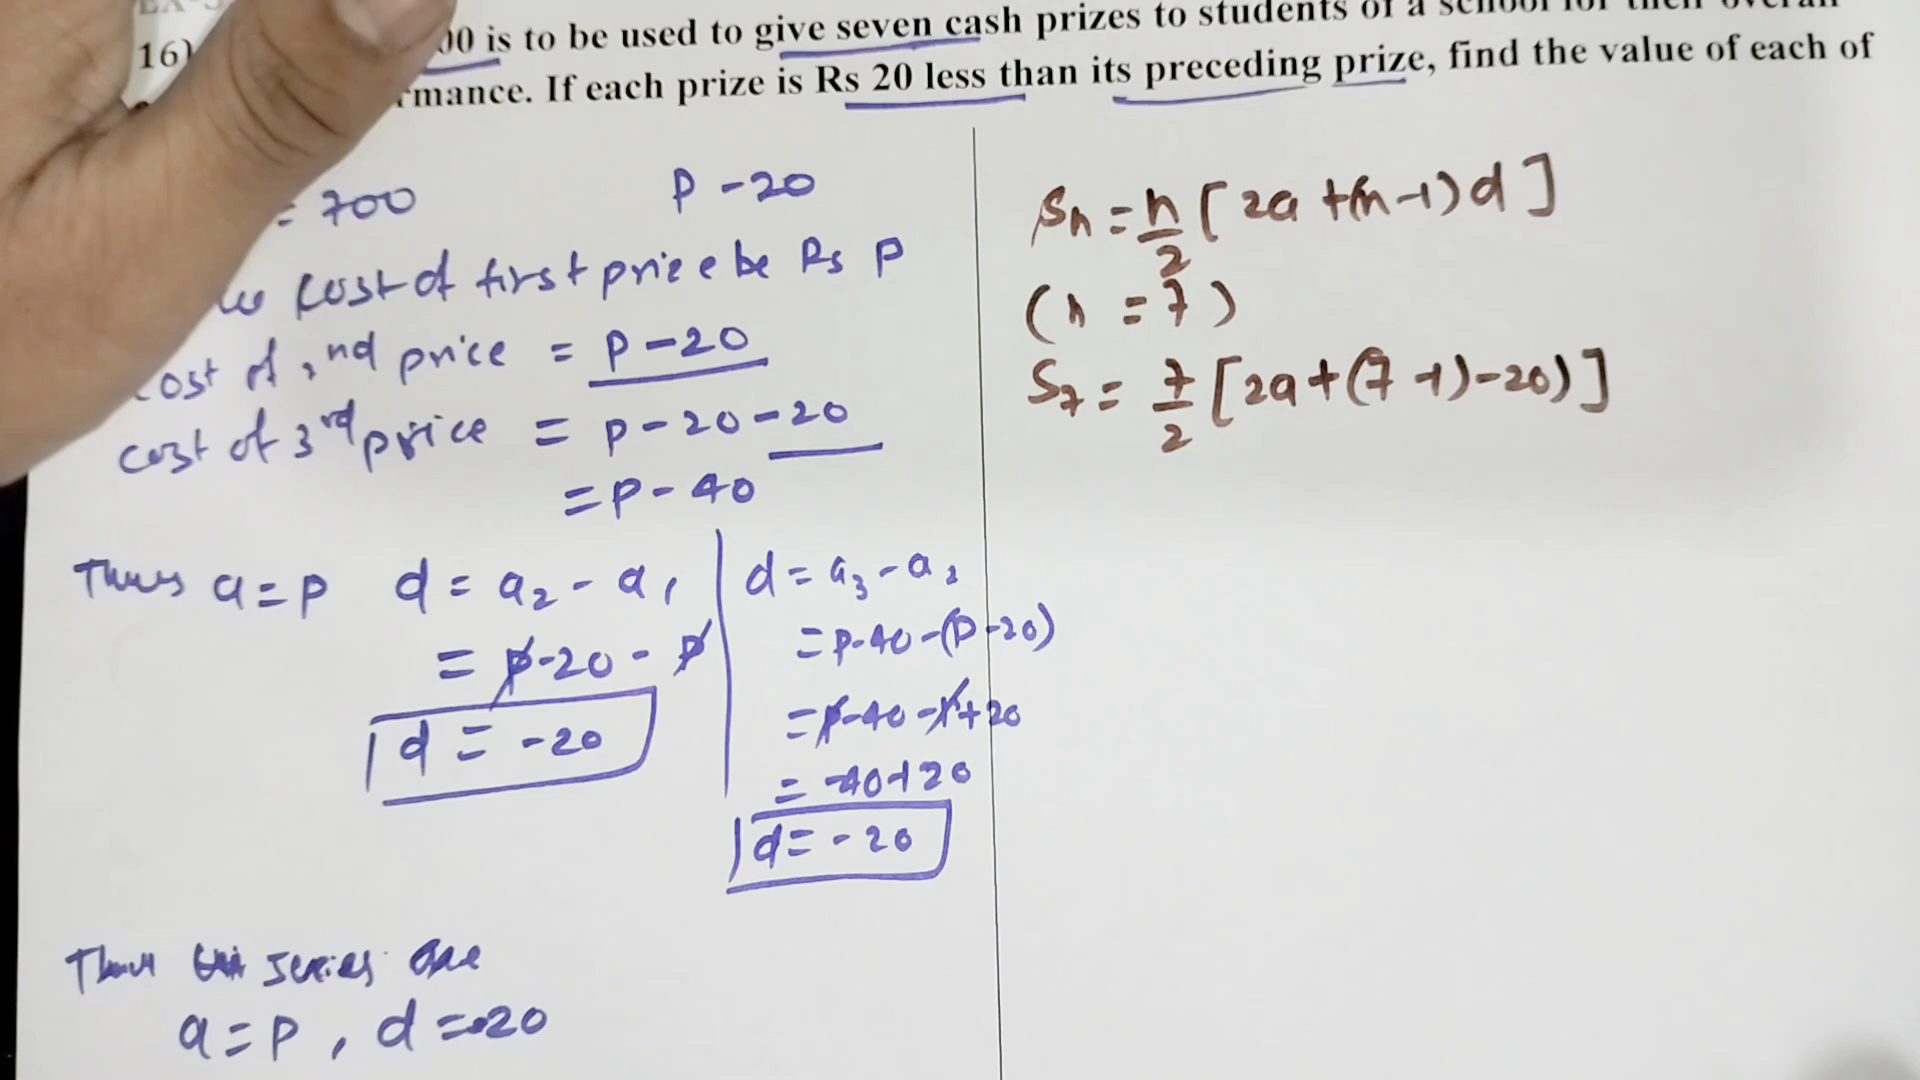 16)
00 is to be used to give seven cash prizes to students of a school for their overall
rmance. If each prize is Rs 20 less than its preceding prize, find the value of each of
= 700
P - 20
cost of first prize be Rs P
cost of 2nd price = P - 20
cost of 3rd price = P - 20 - 20
= P - 40
Thus a = P d = a2 - a1
= P - 20 - P
d = -20
d = a3 - a2
= P - 40 - (P - 20)
= P - 40 - P + 20
= -40 + 20
d = -20
series are
a = P , d = -20
Sn = n/2 [ 2a + (n - 1) d ]
(n = 7)
S7 = 7/2 [ 2a + (7 - 1) - 20) ]